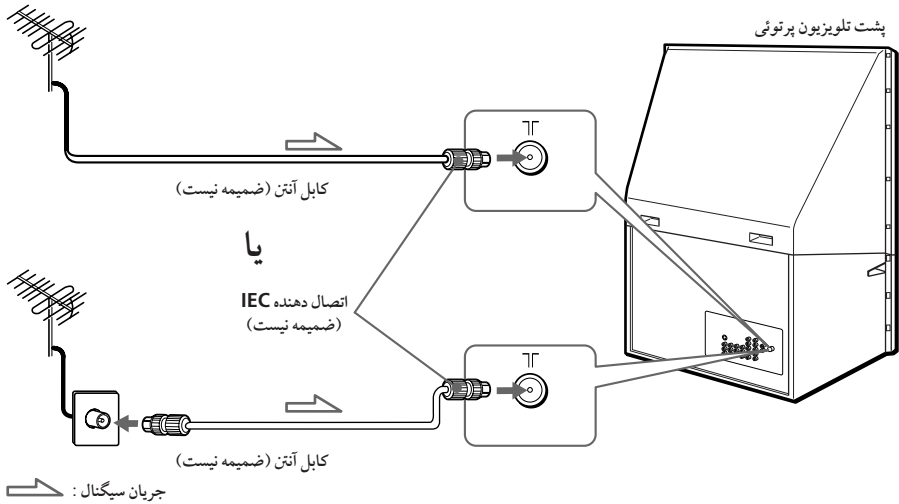 پشت تلویزیون پرتوئی
کابل آنتن (ضمیمه نیست)
یا
اتصال دهنده IEC
(ضمیمه نیست)
کابل آنتن (ضمیمه نیست)
جریان سیگنال :